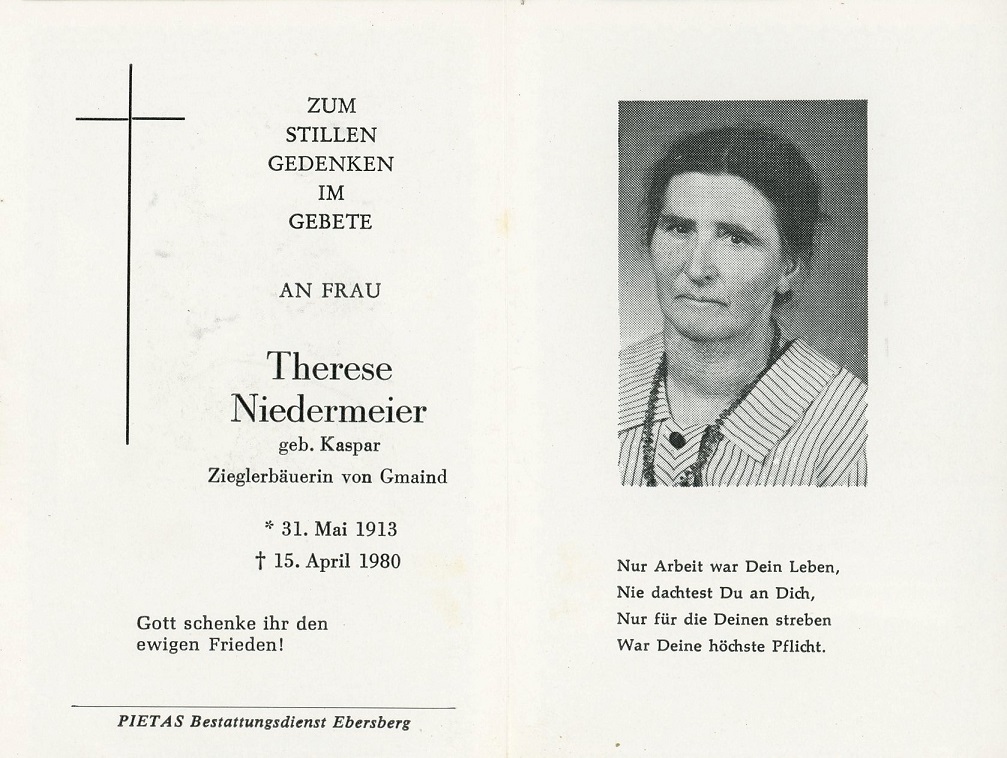 ZUM
STILLEN
GEDENKEN
IM
GEBETE
AN FRAU
Therese
Niedermeier
geb. Kaspar
Zieglerbäuerin von Gmaind
* 31. Mai 1913
† 15. April 1980
Gott schenke ihr den
ewigen Frieden!
PIETAS Bestattungsdienst Ebersberg
Nur Arbeit war Dein Leben,
Nie dachtest Du an Dich,
Nur für die Deinen streben
War Deine höchste Pflicht.